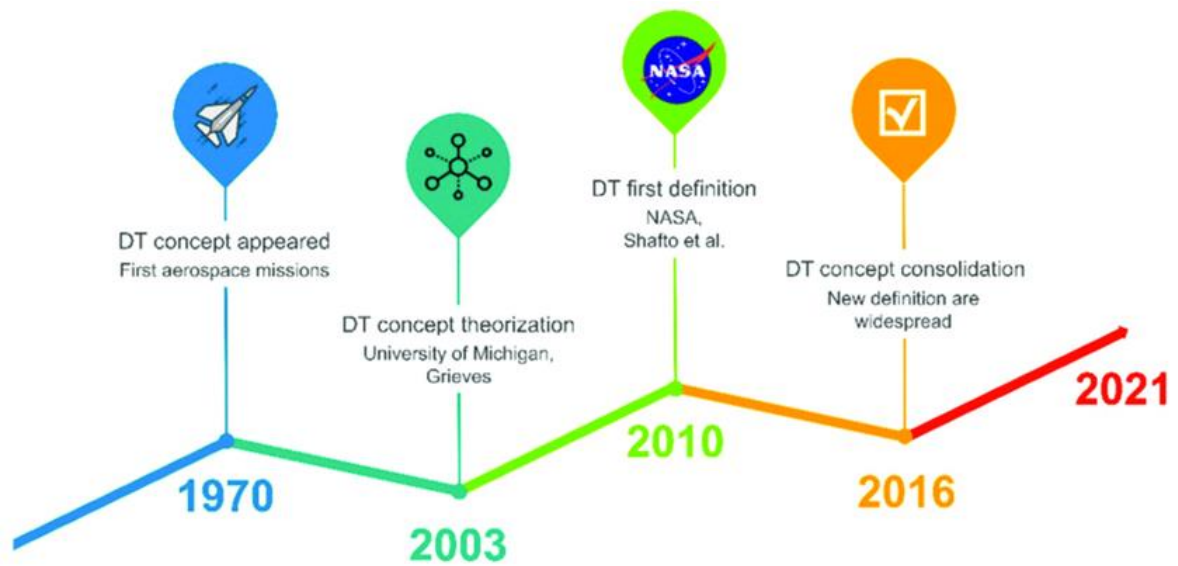 DT concept appeared
First aerospace missions
1970
DT concept theorization
University of Michigan,
Grieves
2003
NASA
DT first definition
NASA,
Shafto et al.
2010
DT concept consolidation
New definition are
widespread
2016
2021